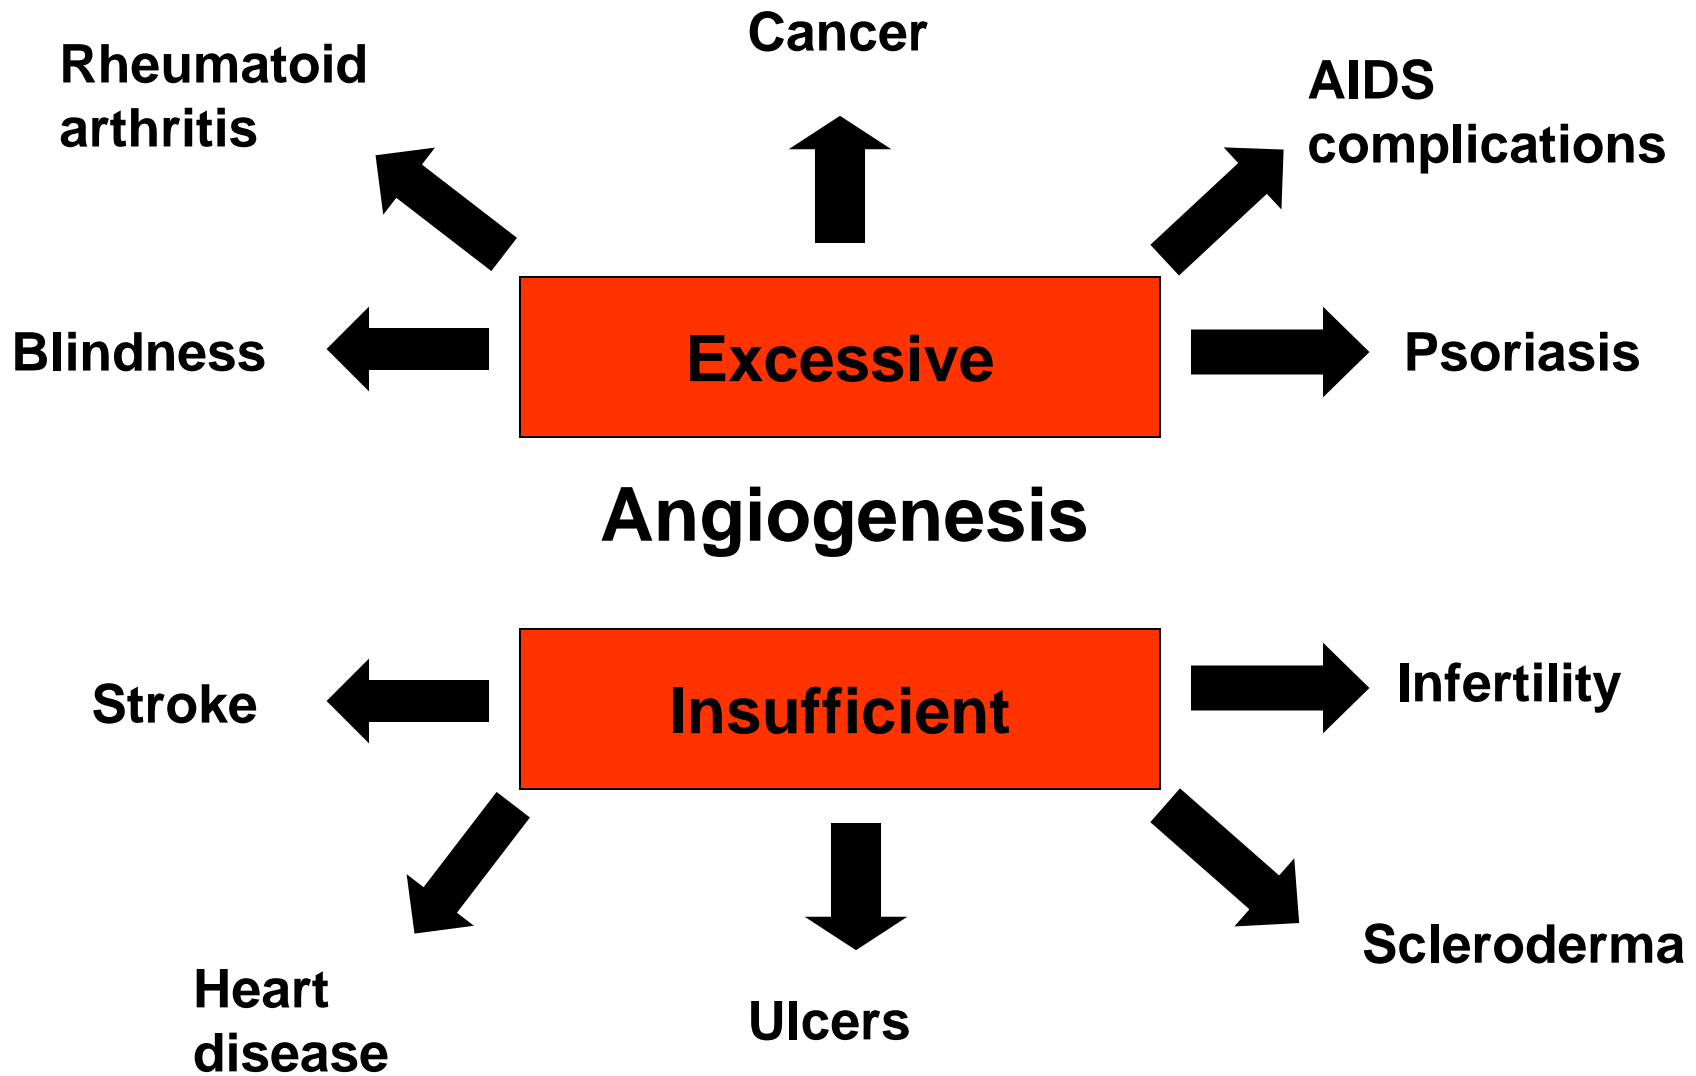 Cancer
Rheumatoid
arthritis
AIDS
complications
Blindness
Excessive
Psoriasis
Angiogenesis
Stroke
Insufficient
Infertility
Heart
disease
Ulcers
Scleroderma